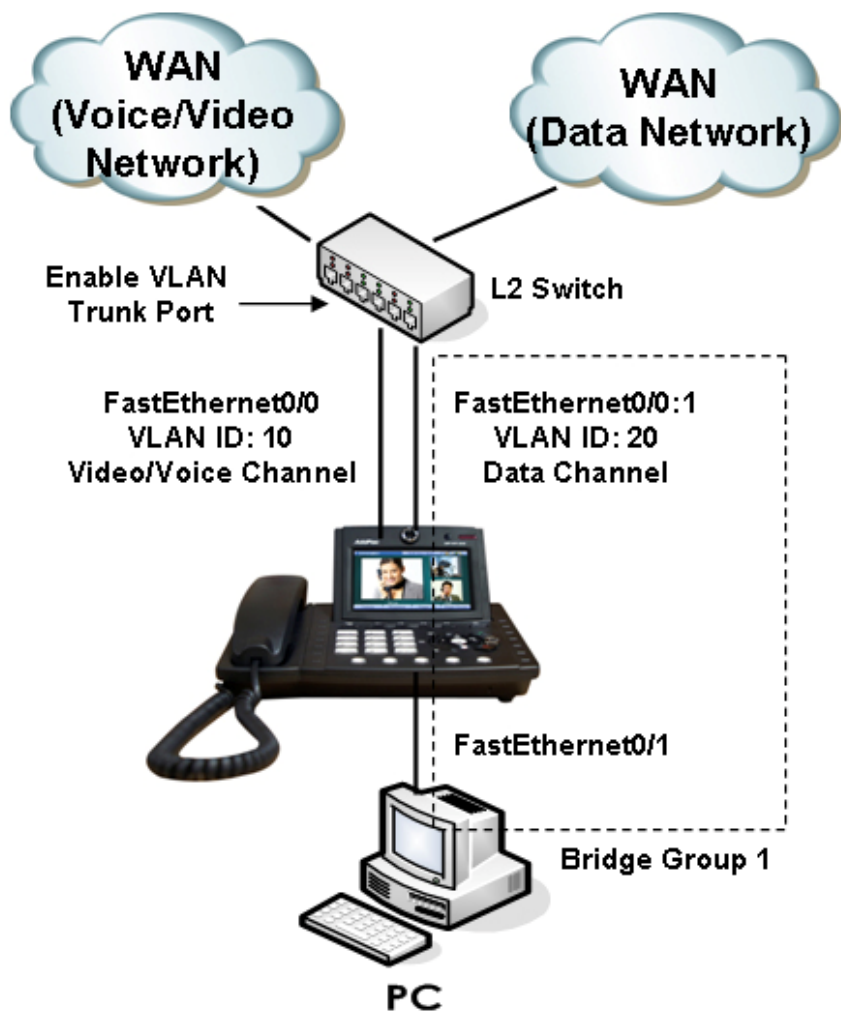 WAN
(Voice/Video
Network)
WAN
(Data Network)
Enable VLAN
Trunk Port
L2 Switch
FastEthernet0/0
VLAN ID: 10
Video/Voice Channel
FastEthernet0/0:1
VLAN ID: 20
Data Channel
FastEthernet0/1
Bridge Group 1
PC